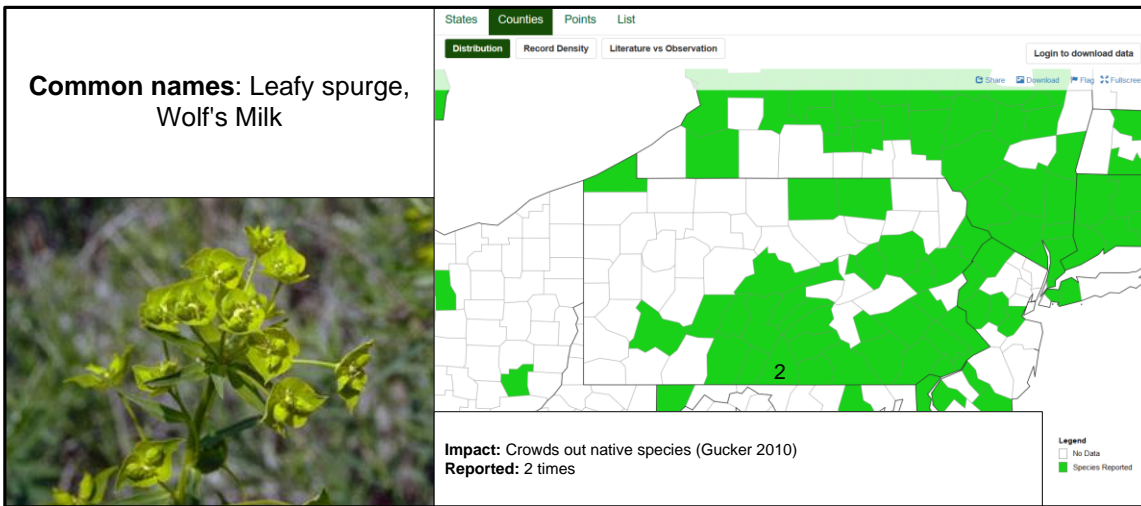 Common names: Leafy spurge,
Wolf's Milk
States Counties Points List
Distribution Record Density Literature vs Observation
Login to download data
Share Download Flag Fullscree
2
Impact: Crowds out native species (Gucker 2010)
Reported: 2 times
Legend
No Data
Species Reported